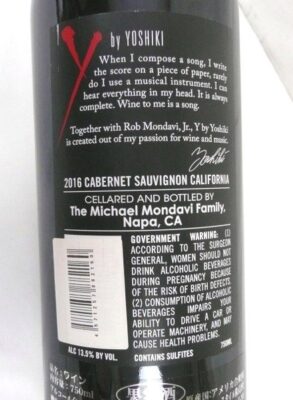 Y by YOSHIKI
When I compose a song, I write
the score on a piece of paper, rarely
do I use a musical instrument. I can
hear everything in my head. It is always
complete. Wine to me is a song.
Together with Rob Mondavi, Jr., Y by Yoshiki
is created out of my passion for wine and music.
Yoshiki
2016 CABERNET SAUVIGNON CALIFORNIA
CELLARED AND BOTTLED BY
The Michael Mondavi Family,
Napa, CA
GOVERNMENT WARNING: (1)
ACCORDING TO THE SURGEON
GENERAL, WOMEN SHOULD NOT
DRINK ALCOHOLIC BEVERAGES
DURING PREGNANCY BECAUSE
OF THE RISK OF BIRTH DEFECTS.
(2) CONSUMPTION OF ALCOHOLIC
BEVERAGES IMPAIRS YOUR
ABILITY TO DRIVE A CAR OR
OPERATE MACHINERY, AND MAY
CAUSE HEALTH PROBLEMS.
750ML
ALC 13.5% BY VOL.
CONTAINS SULFITES
ワイン
750ml